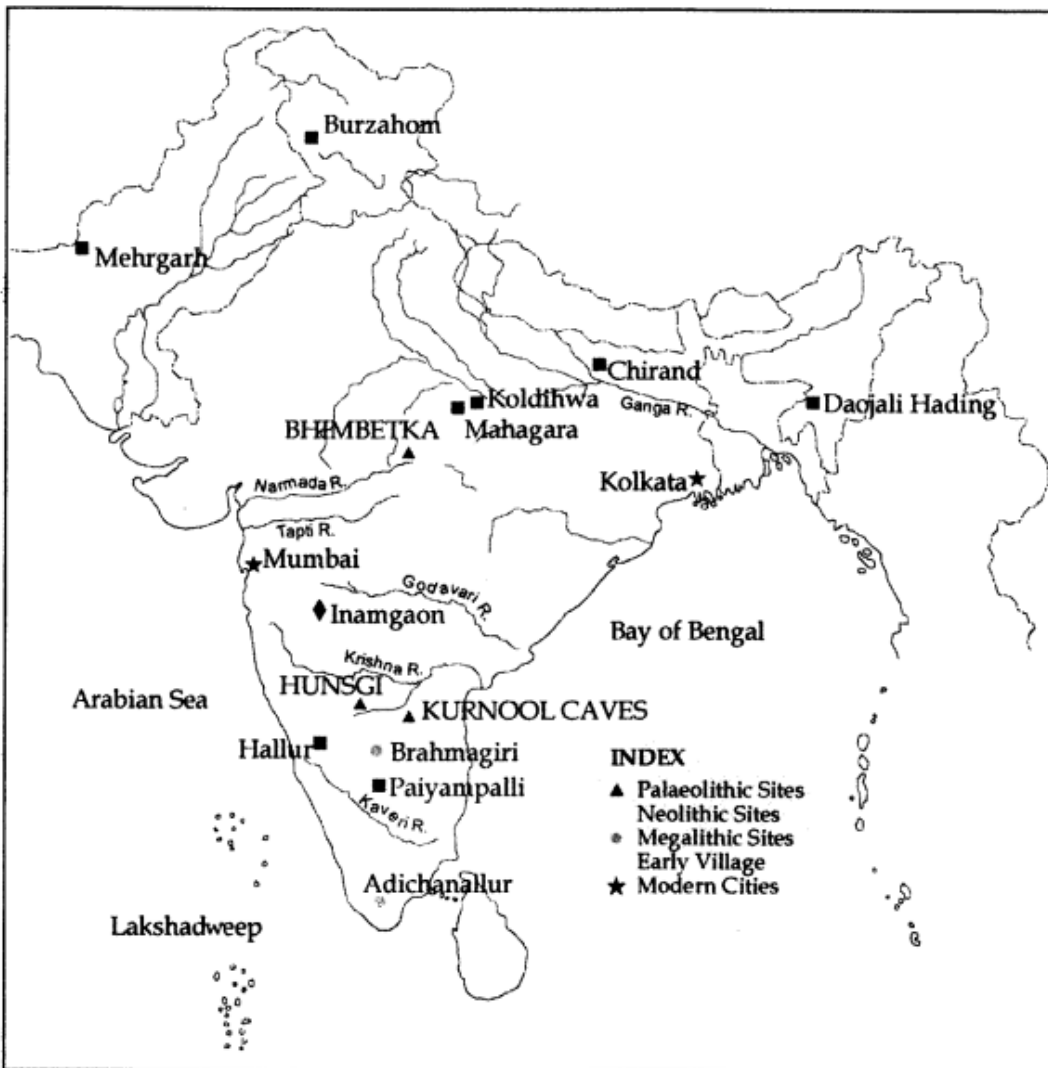 Burzahom
Mehrgarh
Chirand
Koldihwa
Ganga R.
Daojali Hading
Mahagara
BHIMBETKA
Narmada R.
Kolkata
Tapti R.
Mumbai
Godavari R.
Inamgaon
Bay of Bengal
Krishna R.
HUNSGI
Arabian Sea
KURNOOL CAVES
Hallur
Brahmagiri
INDEX
Paiyampalli
Palaeolithic Sites
Kaveri R.
Neolithic Sites
Megalithic Sites
Early Village
Adichanallur
Modern Cities
Lakshadweep